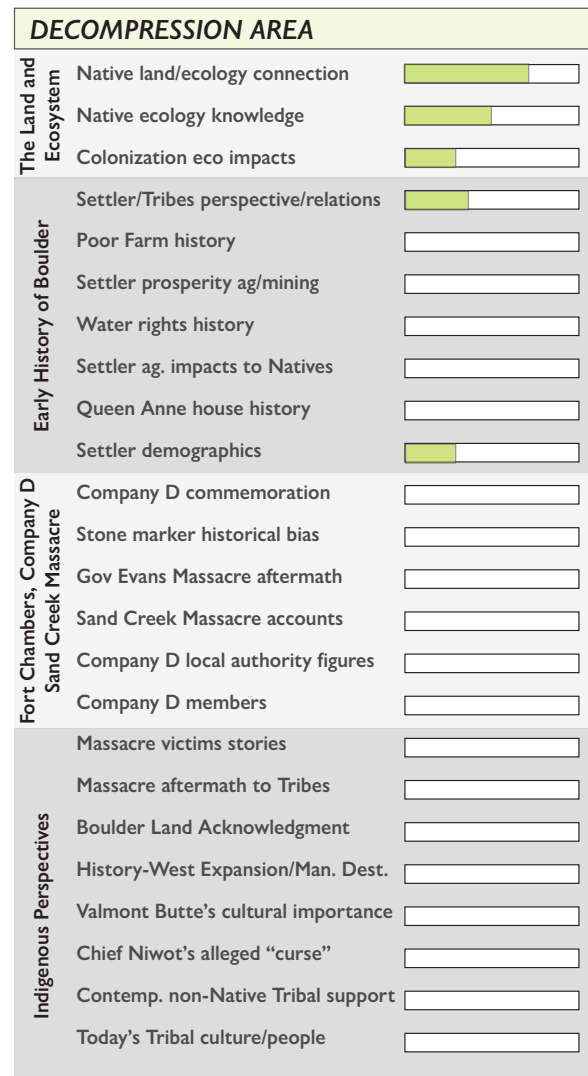 DECOMPRESSION AREA
The Land and
Ecosystem
Native land/ecology connection
Native ecology knowledge
Colonization eco impacts
Early History of Boulder
Settler/Tribes perspective/relations
Poor Farm history
Settler prosperity ag/mining
Water rights history
Settler ag. impacts to Natives
Queen Anne house history
Settler demographics
Fort Chambers, Company D
Sand Creek Massacre
Company D commemoration
Stone marker historical bias
Gov Evans Massacre aftermath
Sand Creek Massacre accounts
Company D local authority figures
Company D members
Indigenous Perspectives
Massacre victims stories
Massacre aftermath to Tribes
Boulder Land Acknowledgment
History-West Expansion/Man. Dest.
Valmont Butte's cultural importance
Chief Niwot's alleged “curse”
Contemp. non-Native Tribal support
Today's Tribal culture/people